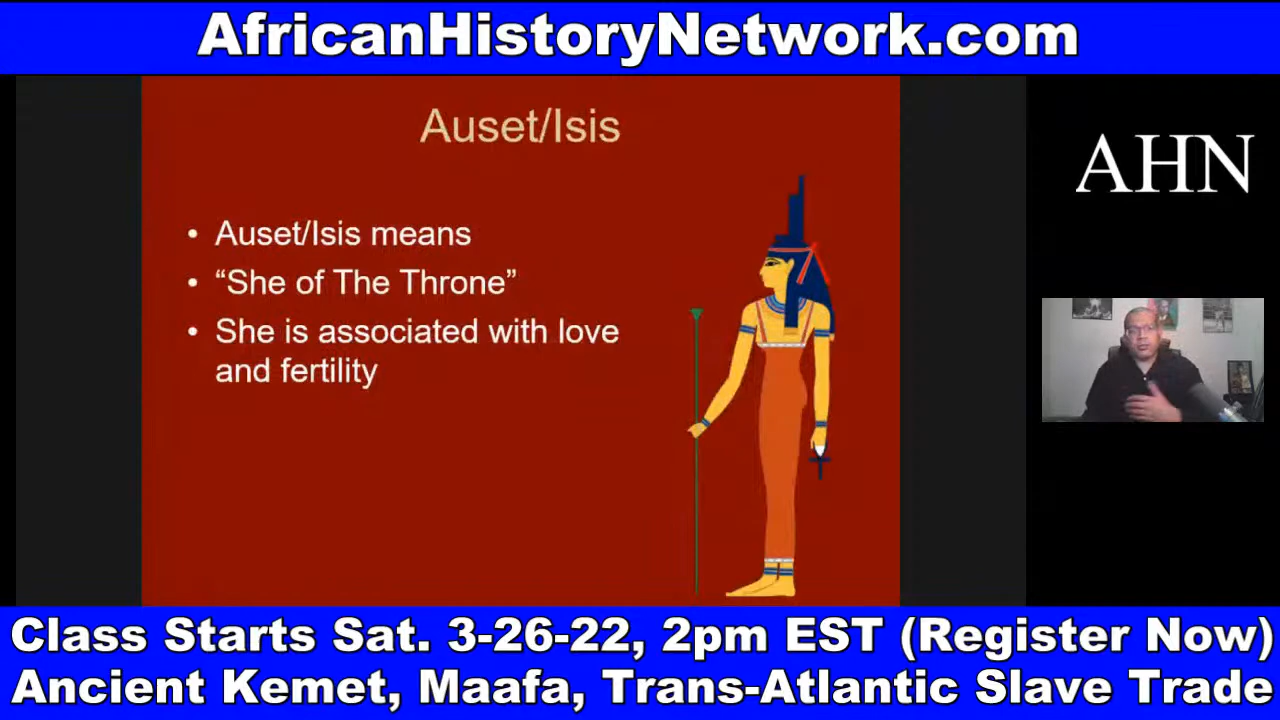 AfricanHistoryNetwork.com
Auset/Isis
• Auset/Isis means
• “She of The Throne”
• She is associated with love
and fertility
AHN
Class Starts Sat. 3-26-22, 2pm EST (Register Now)
Ancient Kemet, Maafa, Trans-Atlantic Slave Trade